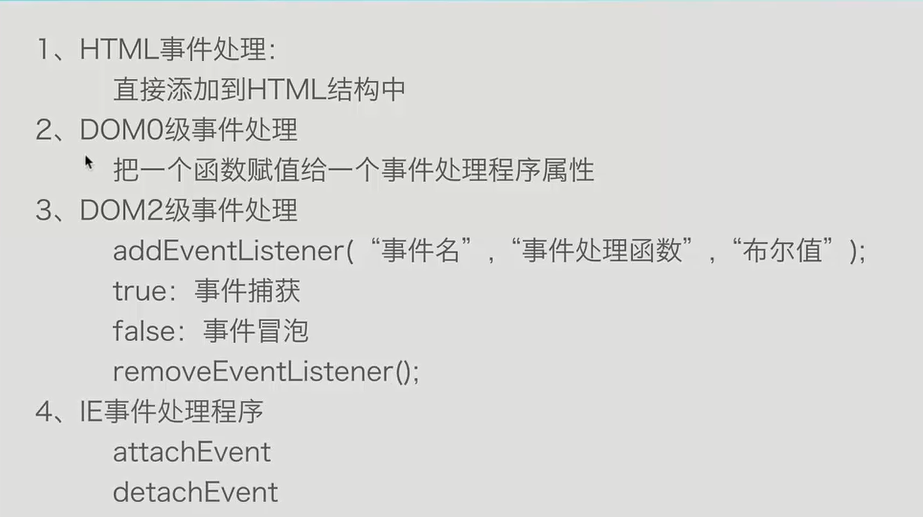 1、HTML事件处理：
直接添加到HTML结构中
2、DOM0级事件处理
把一个函数赋值给一个事件处理程序属性
3、DOM2级事件处理
addEventListener(“事件名”,“事件处理函数”,“布尔值”);
true：事件捕获
false：事件冒泡
removeEventListener();
4、IE事件处理程序
attachEvent
detachEvent